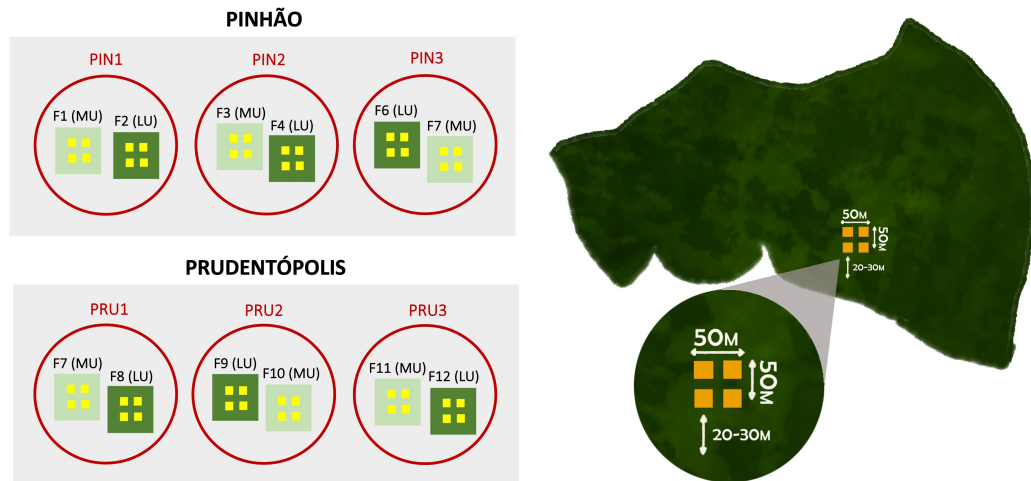 PINHÃO
PIN1
PIN2
PIN3
F1 (MU)
F2 (LU)
F3 (MU)
F4 (LU)
F6 (LU)
F7 (MU)
PRUDENTÓPOLIS
PRU1
PRU2
PRU3
F7 (MU)
F8 (LU)
F9 (LU)
F10 (MU)
F11 (MU)
F12 (LU)
50M
50M
20-30M
50M
50M
20-30M